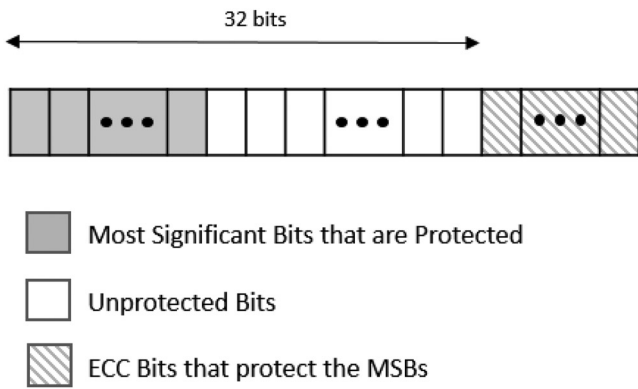 32 bits
Most Significant Bits that are Protected
Unprotected Bits
ECC Bits that protect the MSBs